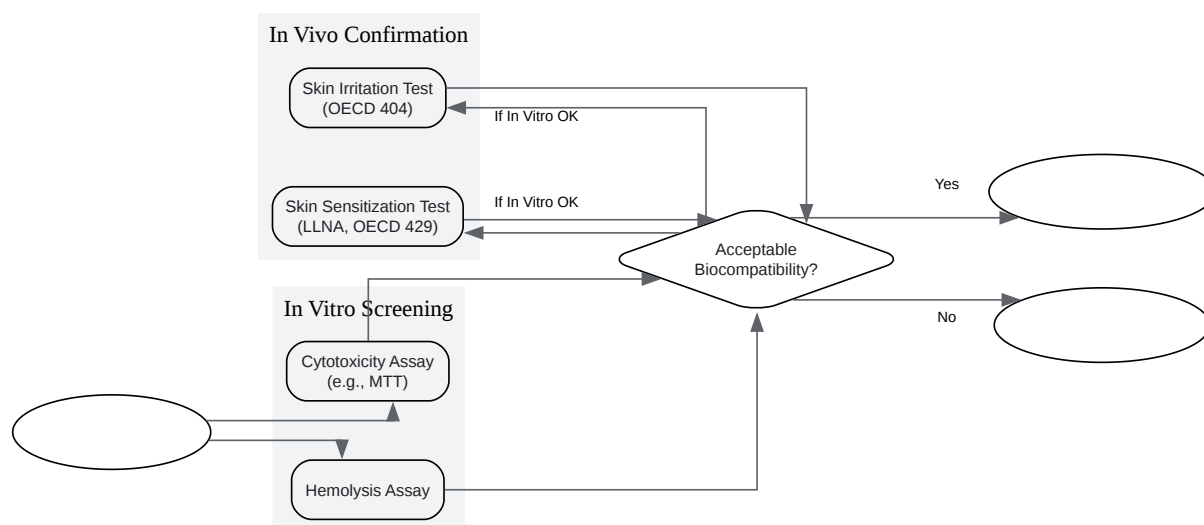 In Vivo Confirmation
Skin Irritation Test
(OECD 404)
If In Vitro OK
Skin Sensitization Test
(LLNA, OECD 429)
If In Vitro OK
Yes
Acceptable
Biocompatibility?
No
In Vitro Screening
Cytotoxicity Assay
(e.g., MTT)
Hemolysis Assay